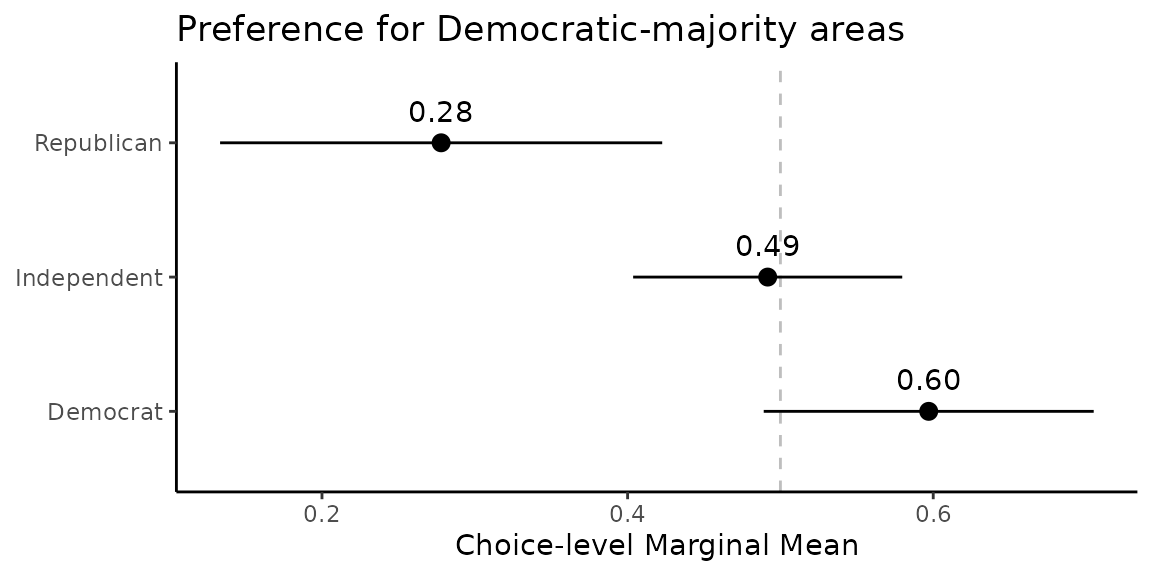 Preference for Democratic-majority areas
0.28
Republican
0.49
Independent
0.60
Democrat
0.2 0.4 0.6
Choice-level Marginal Mean